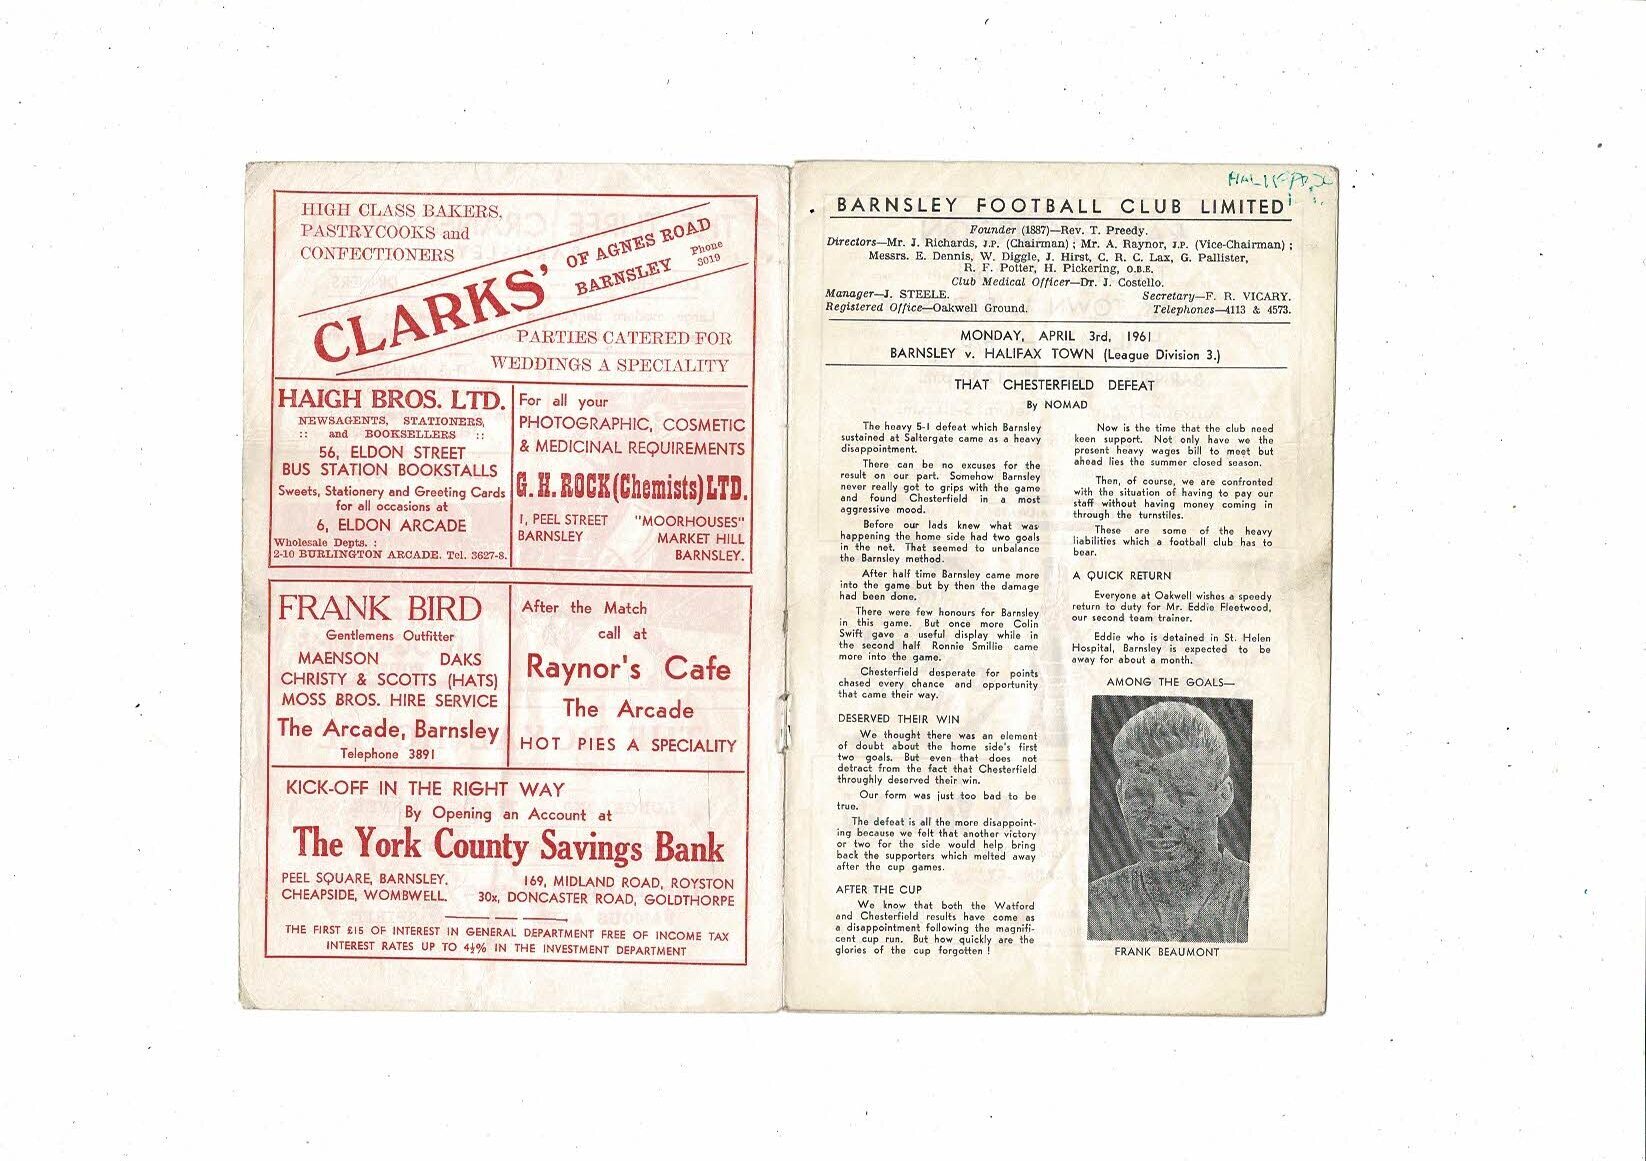 HIGH CLASS BAKERS,
PASTRYCOOKS and
CONFECTIONERS
CLARKS' OF AGNES ROAD
BARNSLEY
Phone
3019
PARTIES CATERED FOR
WEDDINGS A SPECIALITY
HAIGH BROS. LTD.
NEWSAGENTS, STATIONERS,
:: and BOOKSELLERS ::
56, ELDON STREET
BUS STATION BOOKSTALLS
Sweets, Stationery and Greeting Cards
for all occasions at
6, ELDON ARCADE
Wholesale Depts. :
2-10 BURLINGTON ARCADE. Tel. 3627-8.
For all your
PHOTOGRAPHIC, COSMETIC
& MEDICINAL REQUIREMENTS
G. H. ROCK (Chemists) LTD.
1, PEEL STREET "MOORHOUSES"
BARNSLEY MARKET HILL
BARNSLEY.
FRANK BIRD
Gentlemens Outfitter
MAENSON DAKS
CHRISTY & SCOTTS (HATS)
MOSS BROS. HIRE SERVICE
The Arcade, Barnsley
Telephone 3891
After the Match
call at
Raynor's Cafe
The Arcade
HOT PIES A SPECIALITY
KICK-OFF IN THE RIGHT WAY
By Opening an Account at
The York County Savings Bank
PEEL SQUARE, BARNSLEY. 169, MIDLAND ROAD, ROYSTON
CHEAPSIDE, WOMBWELL. 30x, DONCASTER ROAD, GOLDTHORPE
THE FIRST £15 OF INTEREST IN GENERAL DEPARTMENT FREE OF INCOME TAX
INTEREST RATES UP TO 4½% IN THE INVESTMENT DEPARTMENT
HALIFAX
BARNSLEY FOOTBALL CLUB LIMITED
Founder (1887)—Rev. T. Preedy.
Directors—Mr. J. Richards, J.P. (Chairman) ; Mr. A. Raynor, J.P. (Vice-Chairman) ;
Messrs. E. Dennis, W. Diggle, J. Hirst, C. R. C. Lax, G. Pallister,
R. F. Potter, H. Pickering, O.B.E.
Club Medical Officer—Dr. J. Costello.
Manager—J. STEELE. Secretary—F. R. VICARY.
Registered Office—Oakwell Ground. Telephones—4113 & 4573.
MONDAY, APRIL 3rd, 1961
BARNSLEY v. HALIFAX TOWN (League Division 3.)
THAT CHESTERFIELD DEFEAT
By NOMAD
The heavy 5-1 defeat which Barnsley
sustained at Saltergate came as a heavy
disappointment.
There can be no excuses for the
result on our part. Somehow Barnsley
never really got to grips with the game
and found Chesterfield in a most
aggressive mood.
Before our lads knew what was
happening the home side had two goals
in the net. That seemed to unbalance
the Barnsley method.
After half time Barnsley came more
into the game but by then the damage
had been done.
There were few honours for Barnsley
in this game. But once more Colin
Swift gave a useful display while in
the second half Ronnie Smillie came
more into the game.
Chesterfield desperate for points
chased every chance and opportunity
that came their way.
DESERVED THEIR WIN
We thought there was an element
of doubt about the home side's first
two goals. But even that does not
detract from the fact that Chesterfield
throughly deserved their win.
Our form was just too bad to be
true.
The defeat is all the more disappoint-
ing because we felt that another victory
or two for the side would help bring
back the supporters which melted away
after the cup games.
AFTER THE CUP
We know that both the Watford
and Chesterfield results have come as
a disappointment following the magnifi-
cent cup run. But how quickly are the
glories of the cup forgotten !
Now is the time that the club need
keen support. Not only have we the
present heavy wages bill to meet but
ahead lies the summer closed season.
Then, of course, we are confronted
with the situation of having to pay our
staff without having money coming in
through the turnstiles.
These are some of the heavy
liabilities which a football club has to
bear.
A QUICK RETURN
Everyone at Oakwell wishes a speedy
return to duty for Mr. Eddie Fleetwood,
our second team trainer.
Eddie who is detained in St. Helen
Hospital, Barnsley is expected to be
away for about a month.
AMONG THE GOALS—
FRANK BEAUMONT